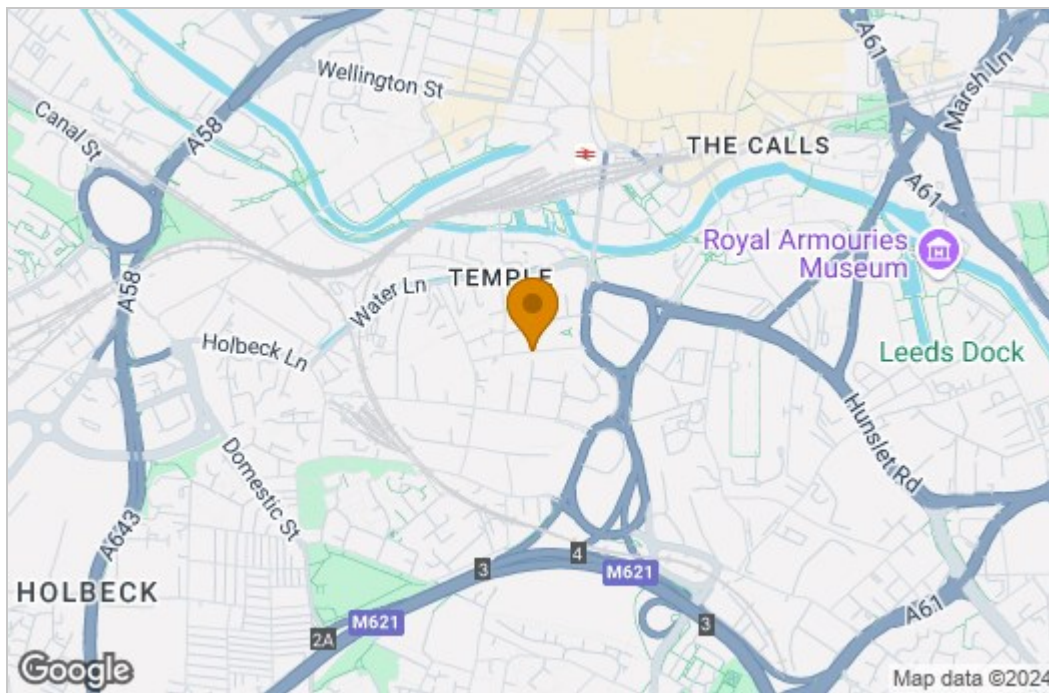 A61
Marsh Ln
Wellington St
A58
Canal St
THE CALLS
A61
Royal Armouries
Museum
TEMPLE
A58
Water Ln
Holbeck Ln
Leeds Dock
Hunslet Rd
Domestic St
A643
4
3
M621
HOLBECK
3
A61
M621
2A
Google
Map data ©2024